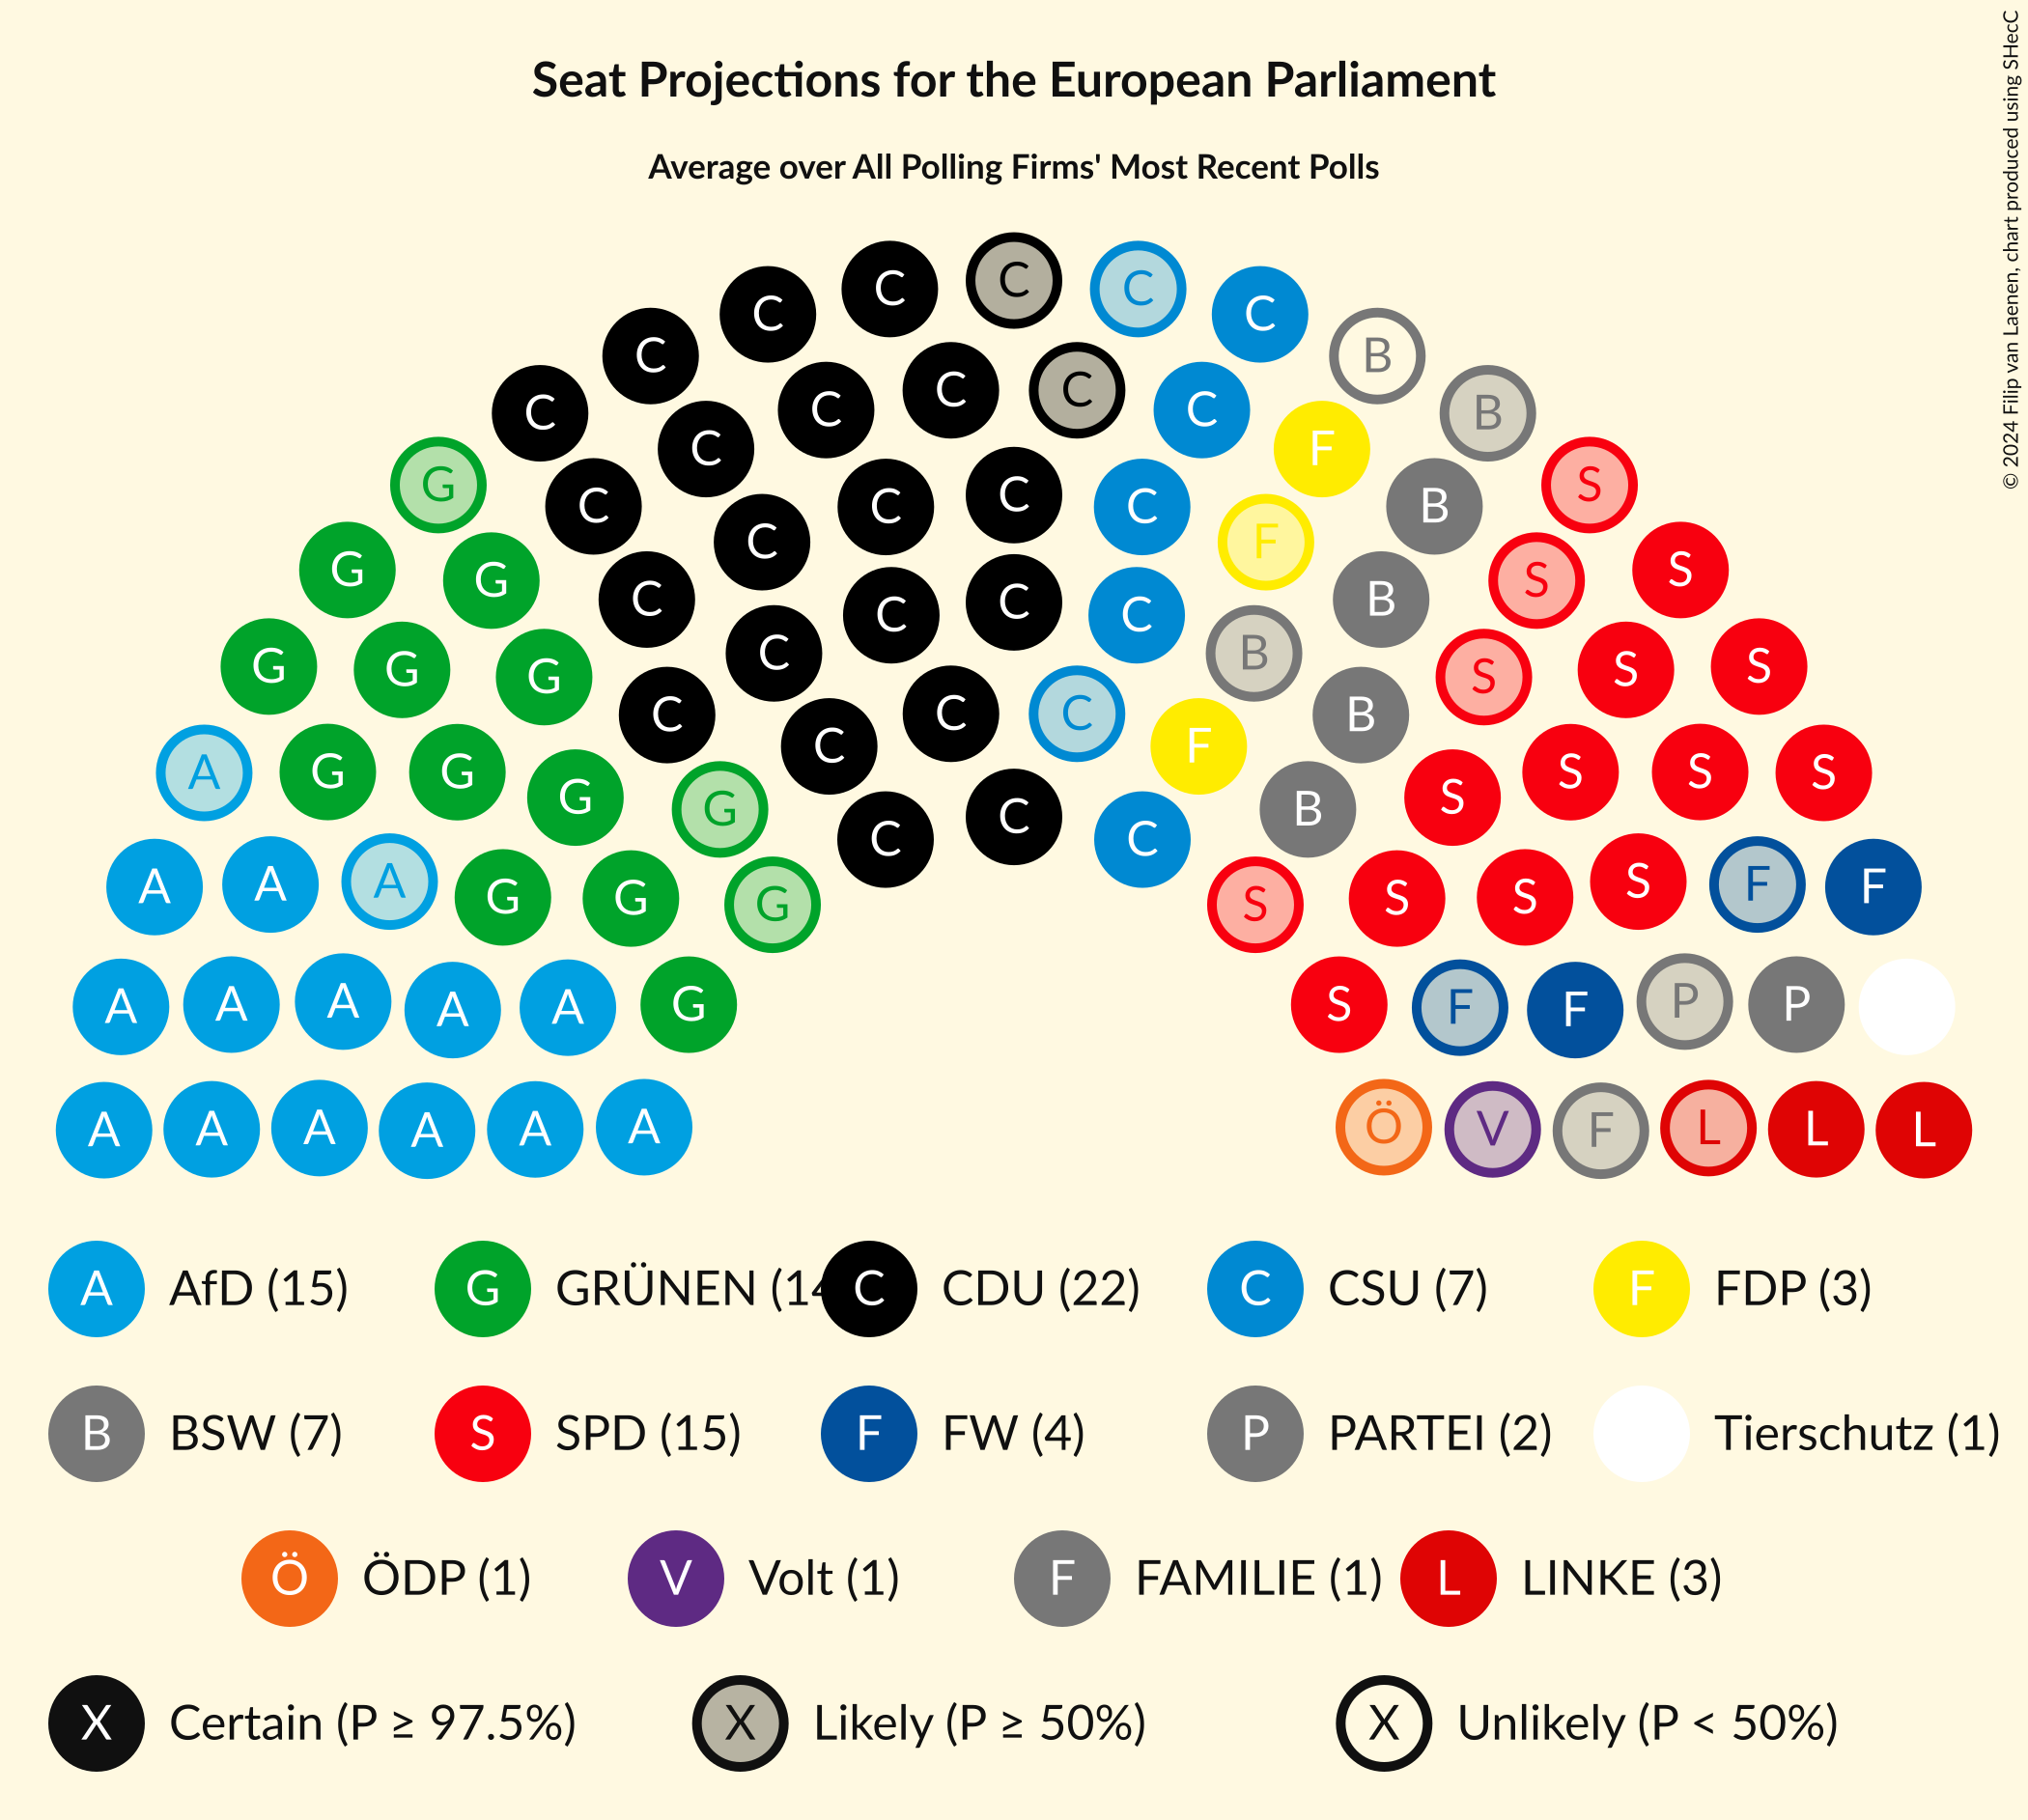 Seat Projections for the European Parliament
Average over All Polling Firms' Most Recent Polls
© 2024 Filip van Laenen, chart produced using SHecC
C
C C
C C
C B
C C
C C C B
C F
G C S
C C C B
C F
G S
G S
C C B
C C
C B
G G G S S S
C C C B
C F
A G G S S S
G S
G C B
C C
A A A G G G S S S S F F
A A A A A G S F F P P
A A A A A A Ö V F L L L
A AfD (15) G GRÜNEN (14 C CDU (22) C CSU (7) F FDP (3)
B BSW (7) S SPD (15) F FW (4) P PARTEI (2) Tierschutz (1)
Ö ÖDP (1) V Volt (1) F FAMILIE (1) L LINKE (3)
X Certain (P ≥ 97.5%) X Likely (P ≥ 50%) X Unlikely (P < 50%)